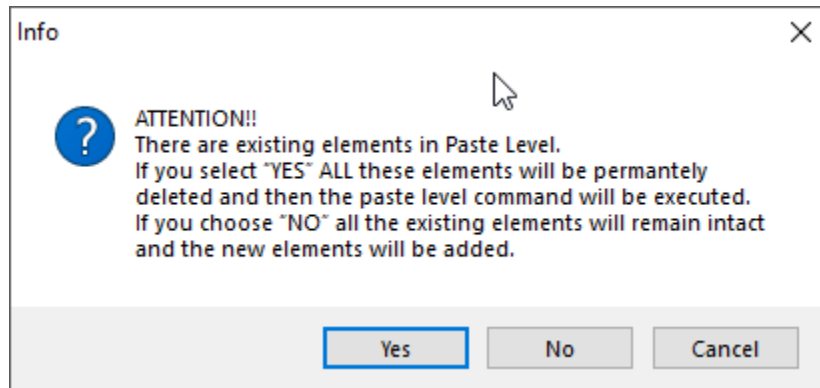 Info
ATTENTION!!
There are existing elements in Paste Level.
If you select "YES" ALL these elements will be permantely
deleted and then the paste level command will be executed.
If you choose "NO" all the existing elements will remain intact
and the new elements will be added.
Yes No Cancel